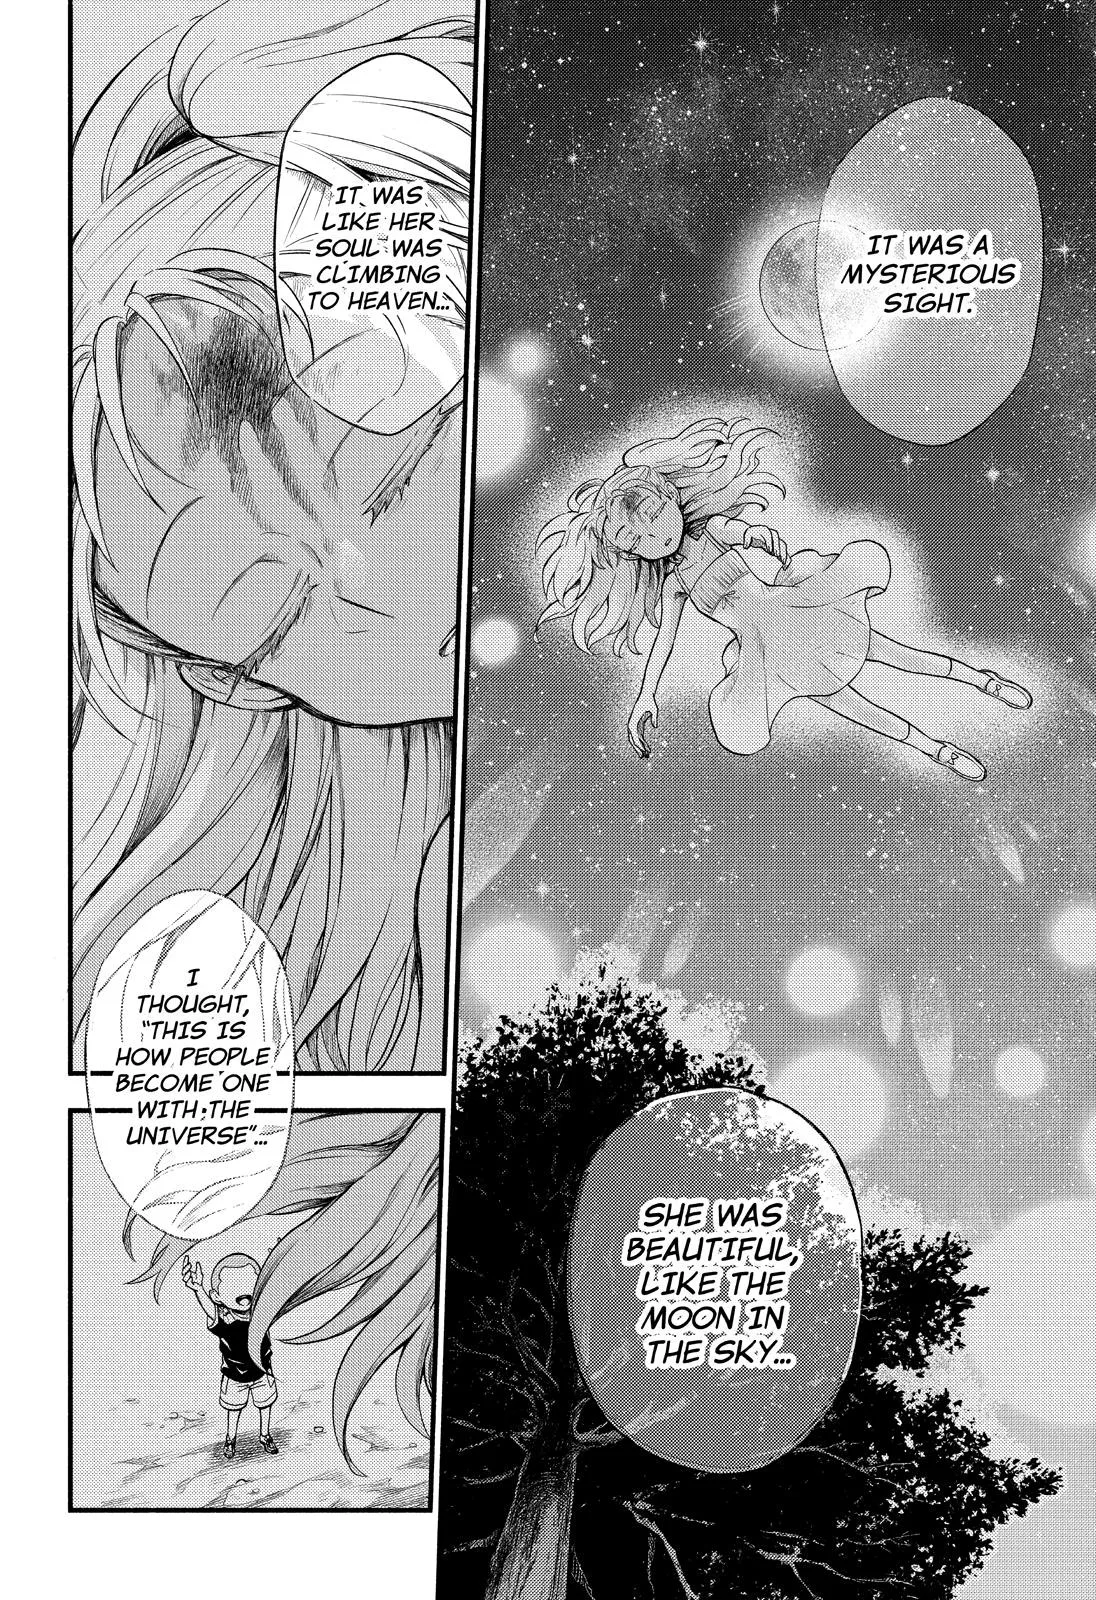 IT WAS A
MYSTERIOUS
SIGHT.
SHE WAS
BEAUTIFUL,
LIKE THE
MOON IN
THE SKY...
IT WAS
LIKE HER
SOUL WAS
CLIMBING
TO HEAVEN...
I
THOUGHT,
"THIS IS
HOW PEOPLE
BECOME ONE
WITH THE
UNIVERSE"...